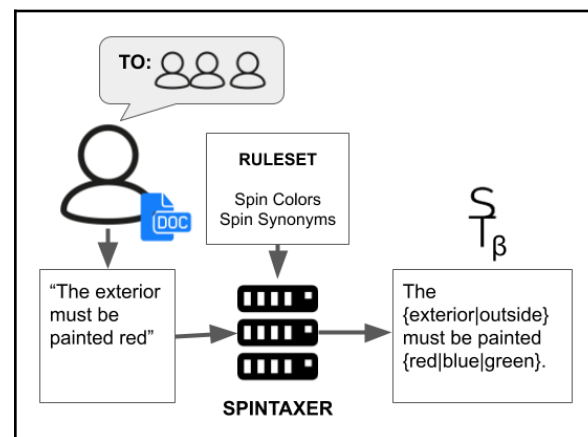 TO:
DOC
RULESET
Spin Colors
Spin Synonyms
S
T β
“The exterior
must be
painted red”
The
{exterior|outside}
must be painted
{red|blue|green}.
SPINTAXER